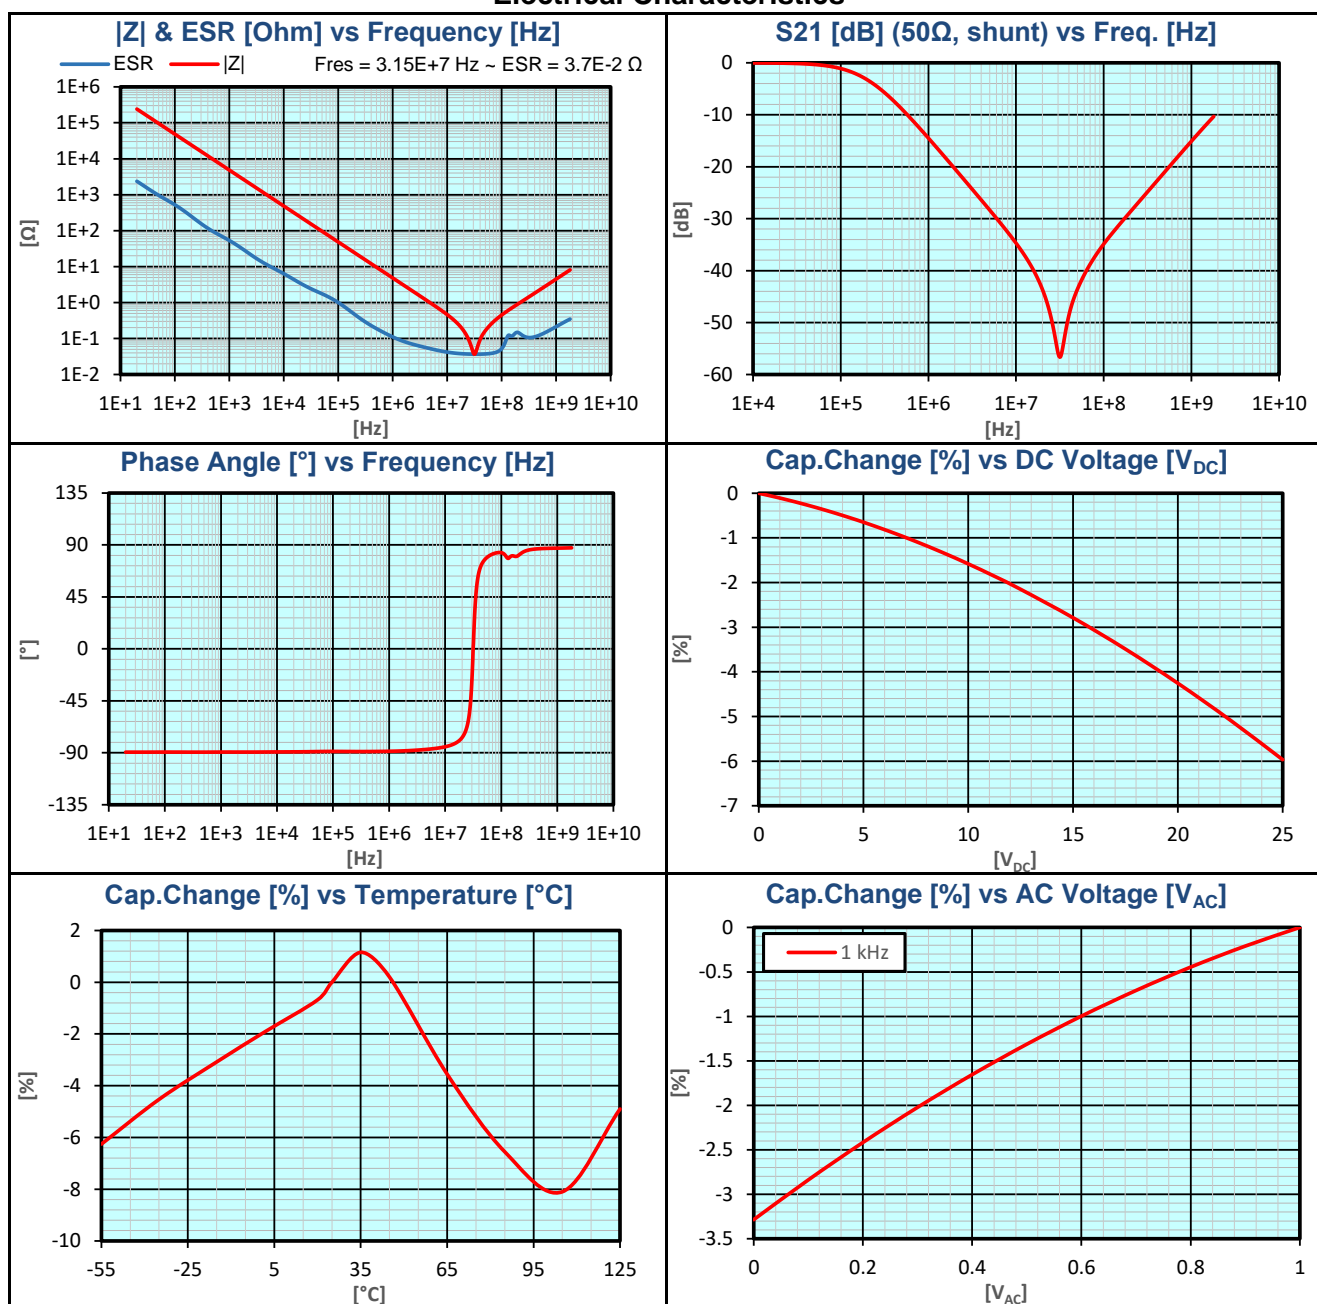 Electrical Characteristics
|Z| & ESR [Ohm] vs Frequency [Hz]
ESR |Z| Fres = 3.15E+7 Hz ~ ESR = 3.7E-2 Ω
1E+6
1E+5
1E+4
1E+3
1E+2
1E+1
1E+0
1E-1
1E-2
[Ω]
1E+1 1E+2 1E+3 1E+4 1E+5 1E+6 1E+7 1E+8 1E+9 1E+10
[Hz]
S21 [dB] (50Ω, shunt) vs Freq. [Hz]
0
-10
-20
-30
-40
-50
-60
[dB]
1E+4 1E+5 1E+6 1E+7 1E+8 1E+9 1E+10
[Hz]
Phase Angle [°] vs Frequency [Hz]
135
90
45
0
-45
-90
-135
[°]
1E+1 1E+2 1E+3 1E+4 1E+5 1E+6 1E+7 1E+8 1E+9 1E+10
[Hz]
Cap.Change [%] vs DC Voltage [VDC]
0
-1
-2
-3
-4
-5
-6
-7
[%]
0 5 10 15 20 25
[VDC]
Cap.Change [%] vs Temperature [°C]
2
0
-2
-4
-6
-8
-10
[%]
-55 -25 5 35 65 95 125
[°C]
Cap.Change [%] vs AC Voltage [VAC]
1 kHz
0
-0.5
-1
-1.5
-2
-2.5
-3
-3.5
[%]
0 0.2 0.4 0.6 0.8 1
[VAC]